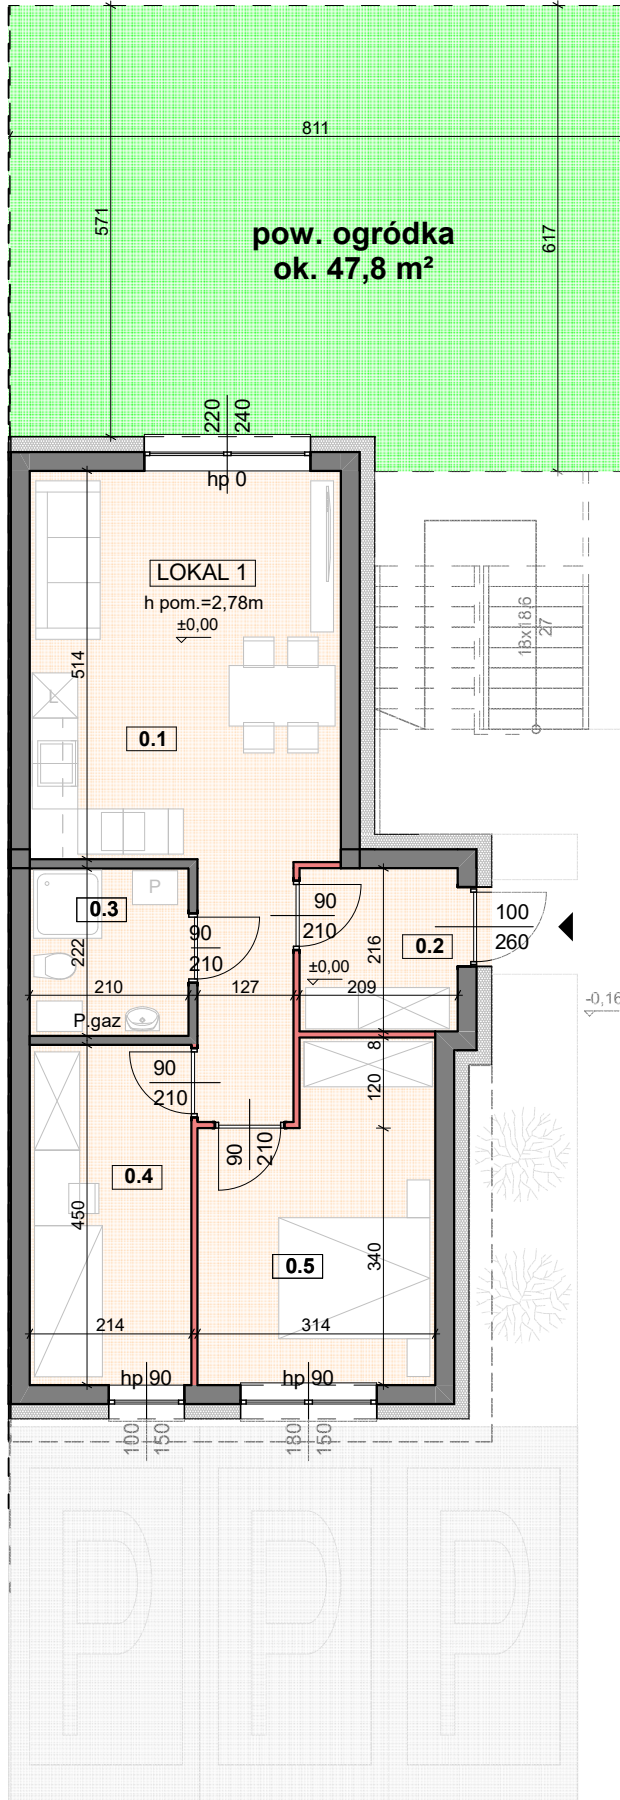 811
571
617
pow. ogródka
ok. 47,8 m²
220
240
hp 0
LOKAL 1
h pom.=2,78m
±0,00
18x18,6
27
514
L
0.1
P
0.3
90
210
90
210
100
260
0.2
222
216
±0,00
210
127
209
-0,16
P.gaz
8
90
210
120
90
210
0.4
450
0.5
340
214
314
hp 90
hp 90
100
150
180
150
P
P
P